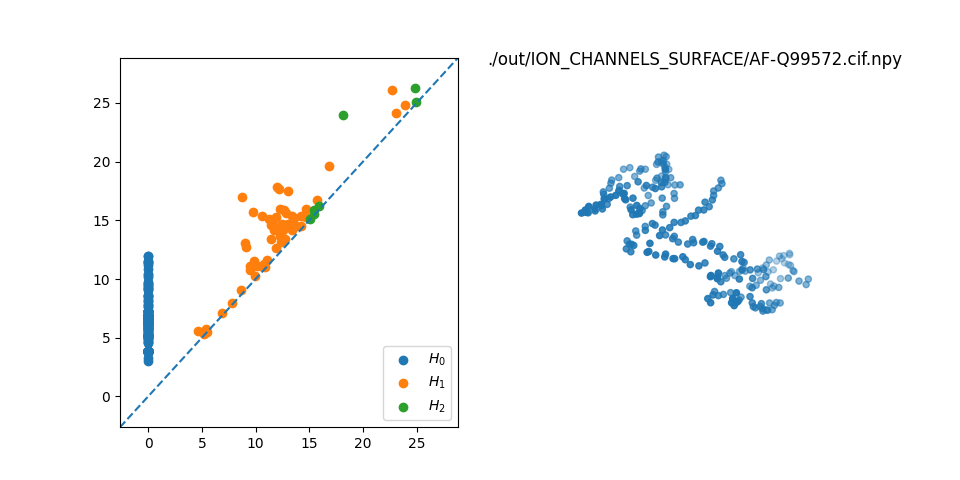 ./out/ION_CHANNELS_SURFACE/AF-Q99572.cif.npy
25
20
15
10
5
0
H₀
H₁
H₂
0 5 10 15 20 25